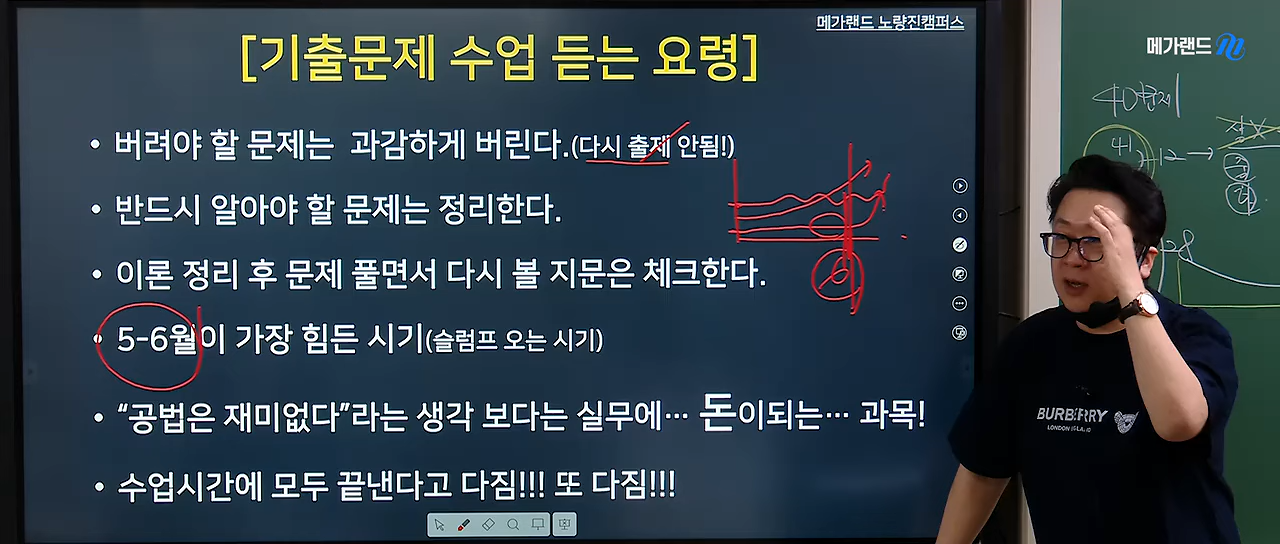 메가랜드 노량진캠퍼스
메가랜드
[기출문제 수업 듣는 요령]
• 버려야 할 문제는 과감하게 버린다.(다시 출제 안됨!)
• 반드시 알아야 할 문제는 정리한다.
• 이론 정리 후 문제 풀면서 다시 볼 지문은 체크한다.
• 5-6월이 가장 힘든 시기(슬럼프 오는 시기)
• “공법은 재미없다”라는 생각 보다는 실무에… 돈이되는… 과목!
• 수업시간에 모두 끝낸다고 다짐!!! 또 다짐!!!
40문제
BURBERRY